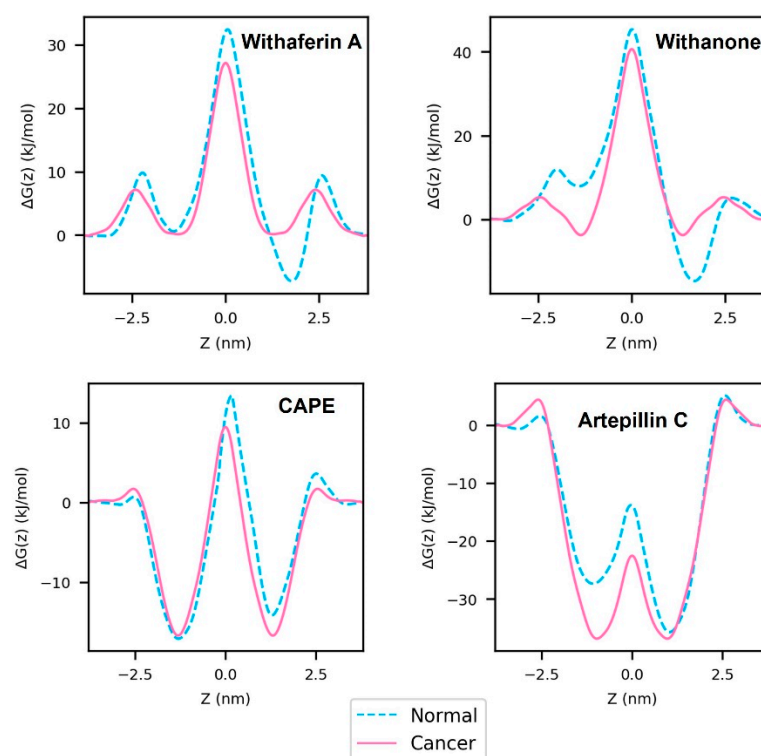 Withaferin A
ΔG(z) (kJ/mol)
30
20
10
0
−2.5 0.0 2.5
Z (nm)
Withanone
ΔG(z) (kJ/mol)
40
20
0
−2.5 0.0 2.5
Z (nm)
CAPE
ΔG(z) (kJ/mol)
10
0
−10
−2.5 0.0 2.5
Z (nm)
Artepillin C
ΔG(z) (kJ/mol)
0
−10
−20
−30
−2.5 0.0 2.5
Z (nm)
Normal
Cancer